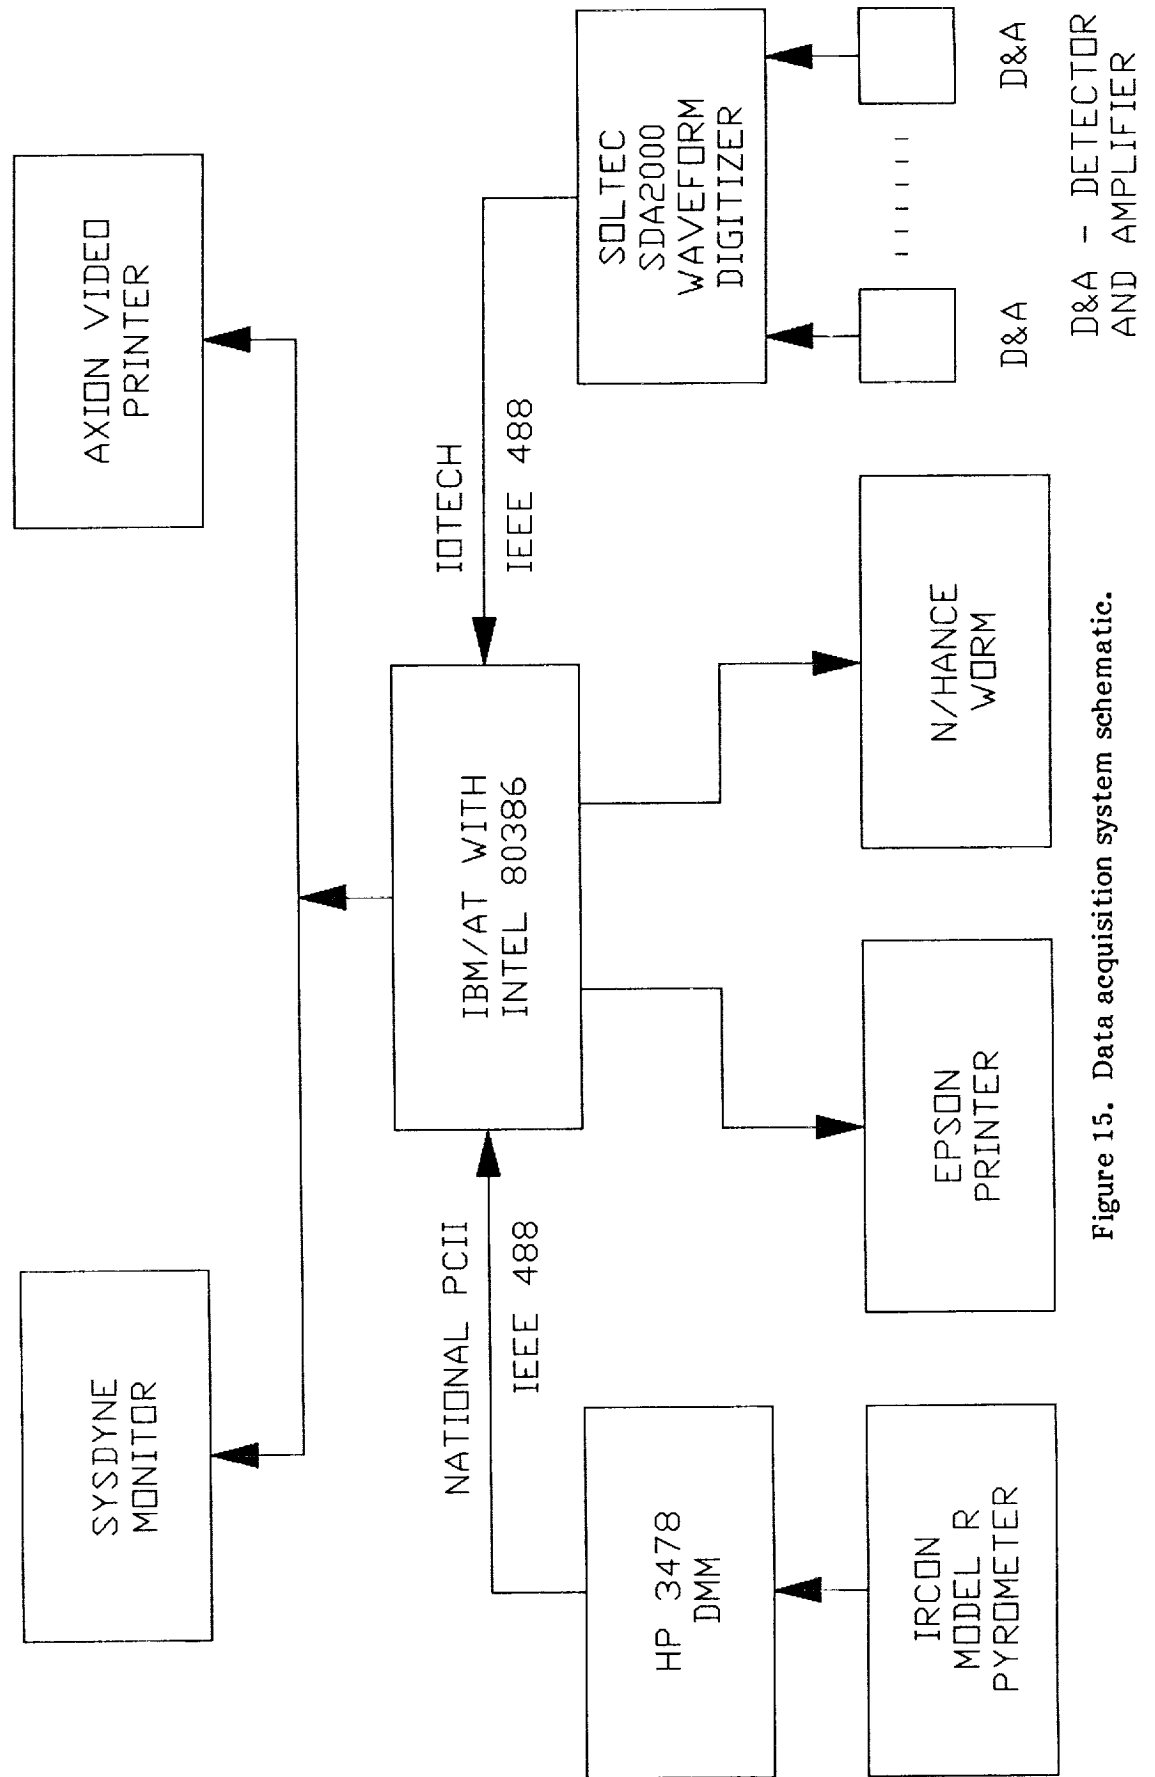 SYSDYNE
MONITOR
AXION VIDEO
PRINTER
NATIONAL PCII
IEEE 488
IBM/AT WITH
INTEL 80386
IOTECH
IEEE 488
HP 3478
DMM
SOLTEC
SDA2000
WAVEFORM
DIGITIZER
IRCON
MODEL R
PYROMETER
EPSON
PRINTER
N/HANCE
WORM
D&A
D&A
D&A - DETECTOR
AND AMPLIFIER
Figure 15. Data acquisition system schematic.